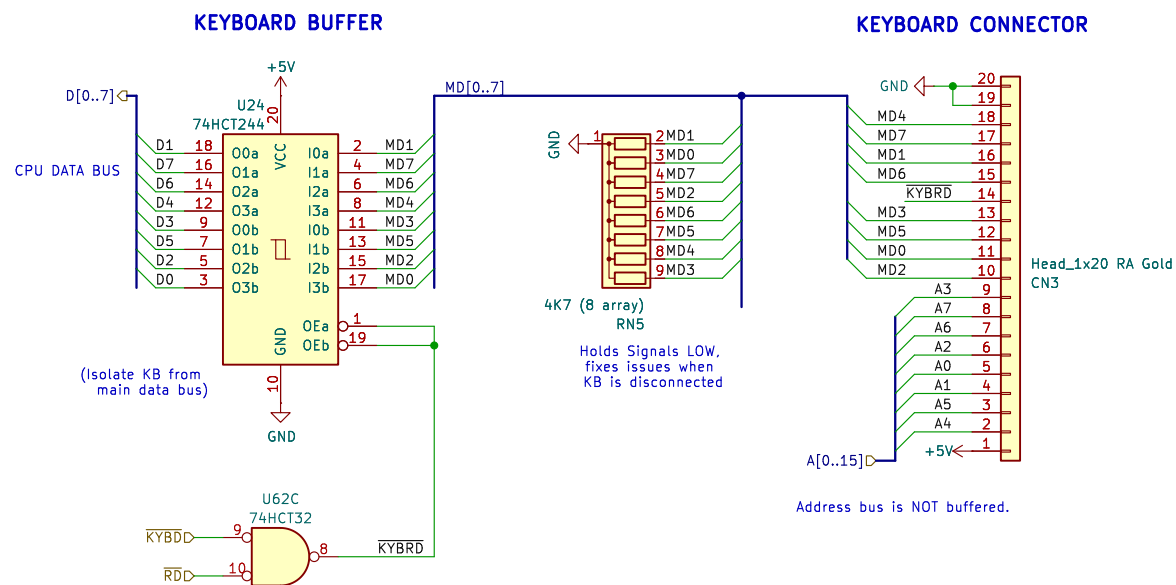 KEYBOARD BUFFER
KEYBOARD CONNECTOR
+5V
D[0..7]
U24
74HCT244
20
VCC
MD[0..7]
CPU DATA BUS
D1 18 O0a I0a 2 MD1
D7 16 O1a I1a 4 MD7
D6 14 O2a I2a 6 MD6
D4 12 O3a I3a 8 MD4
D3 9 O0b I0b 11 MD3
D5 7 O1b I1b 13 MD5
D2 5 O2b I2b 15 MD2
D0 3 O3b I3b 17 MD0
OEa 1
OEb 19
GND
10
GND
(Isolate KB from
main data bus)
GND
1
2 MD1
3 MD0
4 MD7
5 MD2
6 MD6
7 MD5
8 MD4
9 MD3
4K7 (8 array)
RN5
Holds Signals LOW,
fixes issues when
KB is disconnected
GND 20
19
MD4 18
MD7 17
MD1 16
MD6 15
KYBRD 14
MD3 13
MD5 12
MD0 11
MD2 10
A3 9
A7 8
A6 7
A2 6
A0 5
A1 4
A5 3
A4 2
+5V 1
Head_1x20 RA Gold
CN3
A[0..15]
Address bus is NOT buffered.
U62C
74HCT32
KYBD 9
RD 10
8 KYBRD